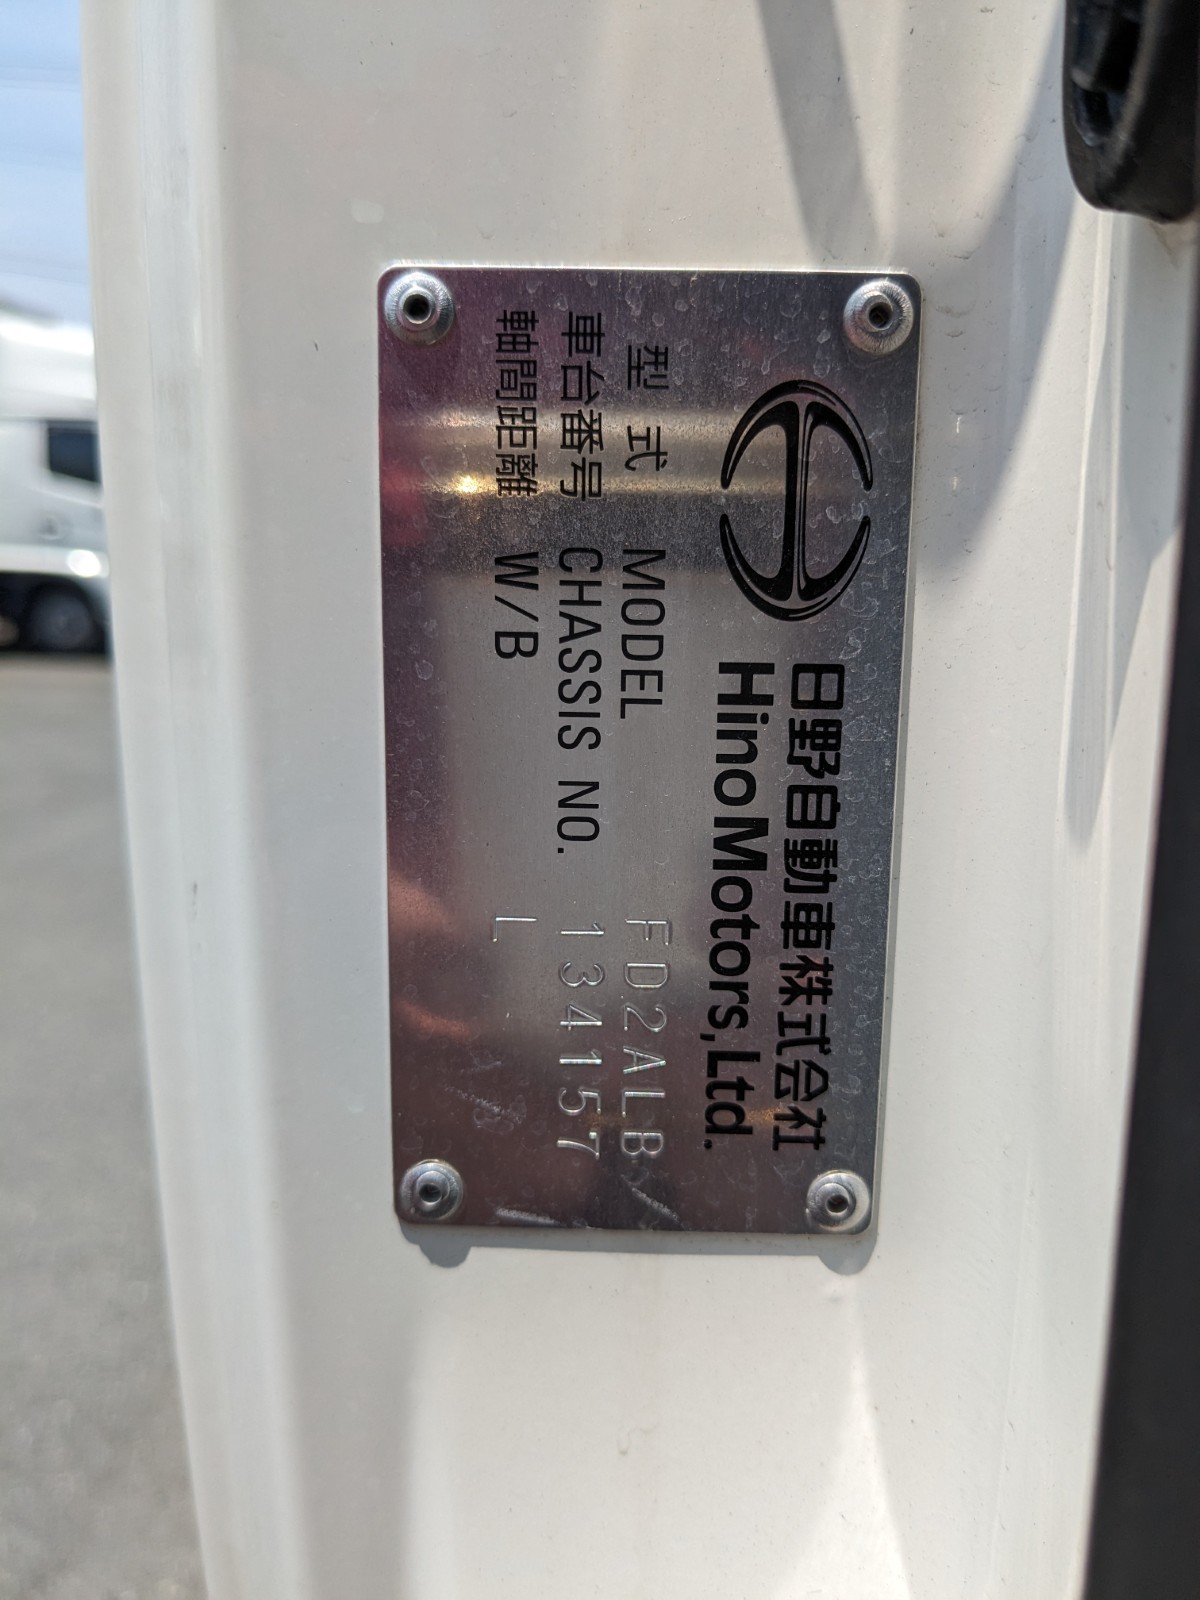 日野自動車株式会社
Hino Motors, Ltd.
型式 MODEL FD2ALB
車台番号 CHASSIS NO. 134157
軸間距離 W/B L